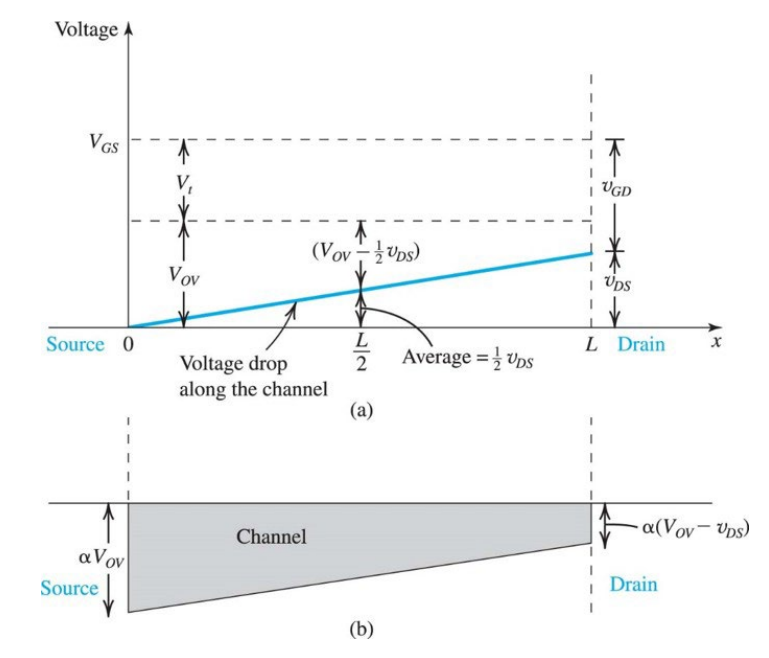 Voltage
V_GS
V_t
v_GD
(V_OV − ½ v_DS)
V_OV
v_DS
Source 0
L/2
Average = ½ v_DS
L Drain x
Voltage drop
along the channel
(a)
Channel
α(V_OV − v_DS)
αV_OV
Source
Drain
(b)